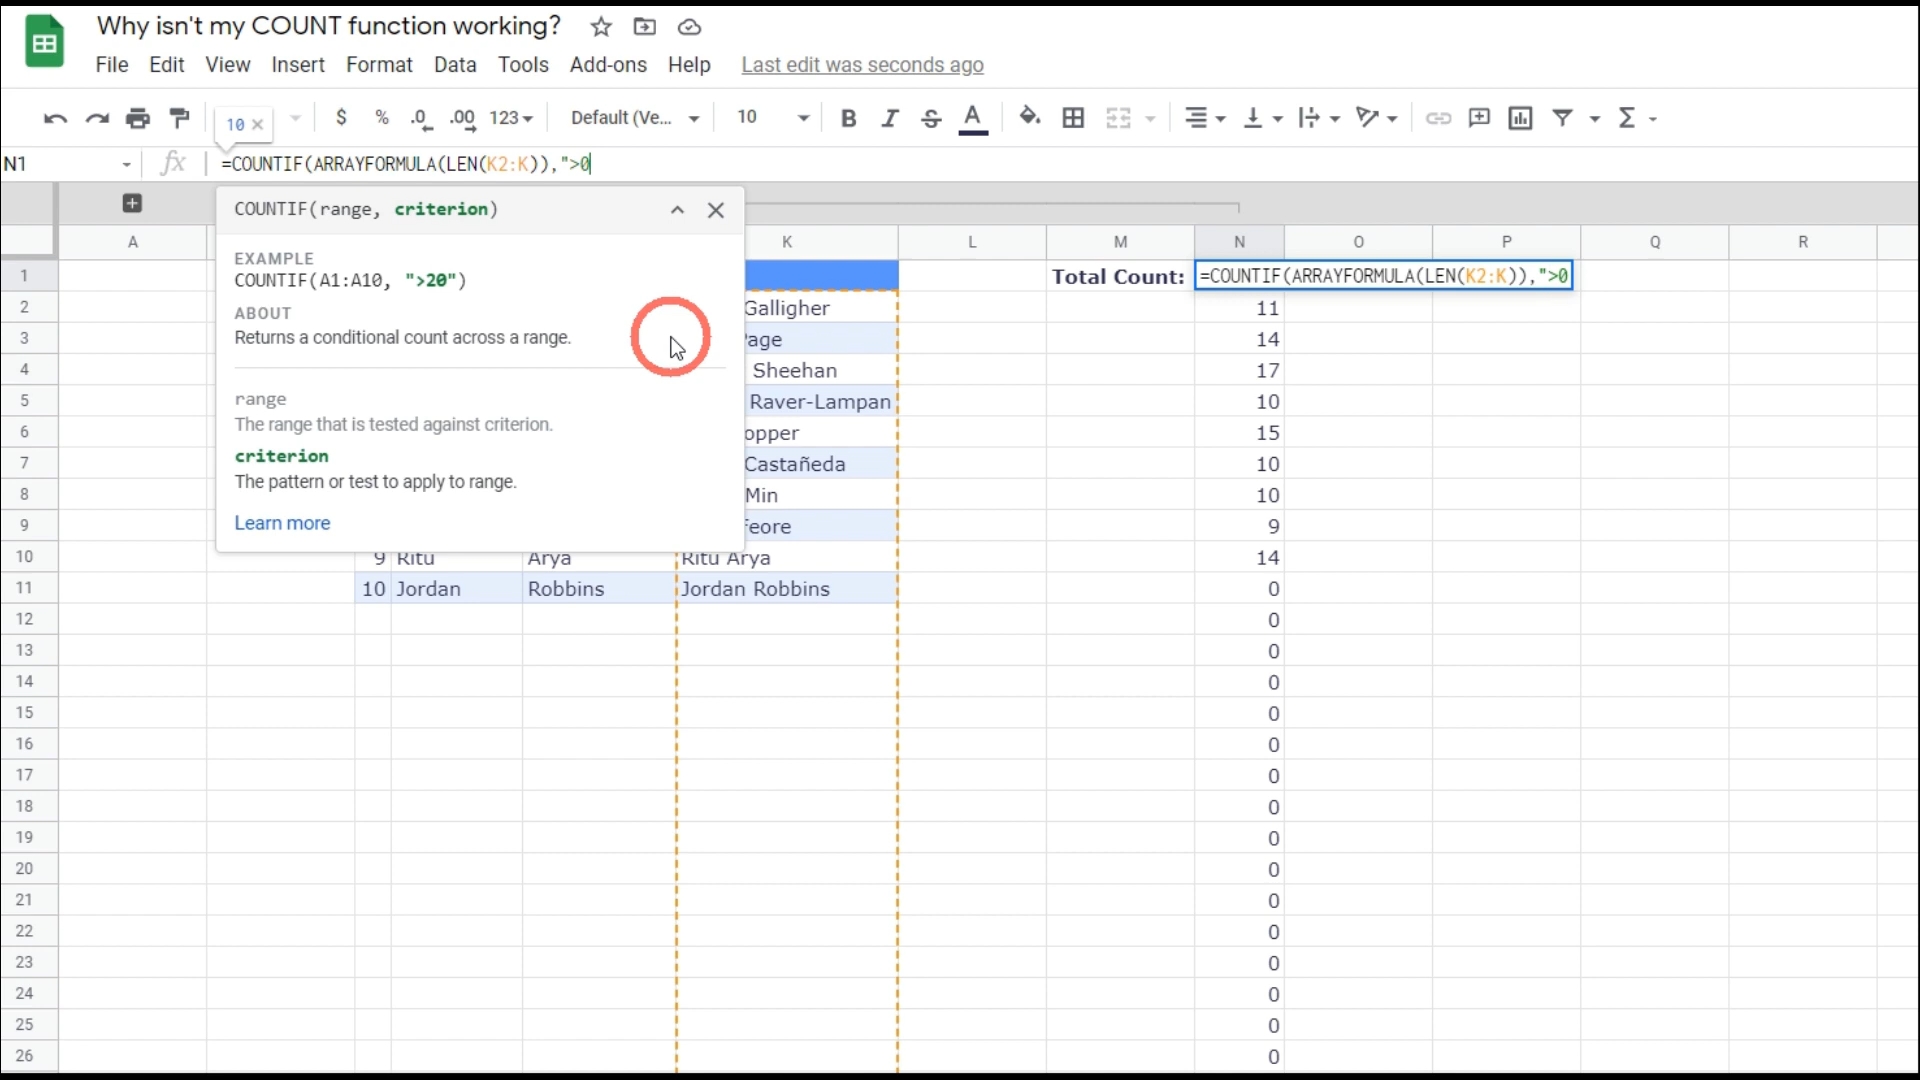 Why isn't my COUNT function working?
File Edit View Insert Format Data Tools Add-ons Help Last edit was seconds ago
10 × $ % .0 .00 123 Default (Ve... 10 B I S A
N1 fx =COUNTIF(ARRAYFORMULA(LEN(K2:K)),">0
COUNTIF(range, criterion)
A K L M N O P Q R
EXAMPLE
1 Total Count: =COUNTIF(ARRAYFORMULA(LEN(K2:K)),">0
COUNTIF(A1:A10, ">20")
2 Galligher 11
ABOUT
3 Page 14
Returns a conditional count across a range.
4 Sheehan 17
5 range Raver-Lampan 10
The range that is tested against criterion.
6 opper 15
criterion
7 Castañeda 10
The pattern or test to apply to range.
8 Min 10
9 Learn more Feore 9
10 9 Ritu Arya Ritu Arya 14
11 10 Jordan Robbins Jordan Robbins 0
12 0
13 0
14 0
15 0
16 0
17 0
18 0
19 0
20 0
21 0
22 0
23 0
24 0
25 0
26 0